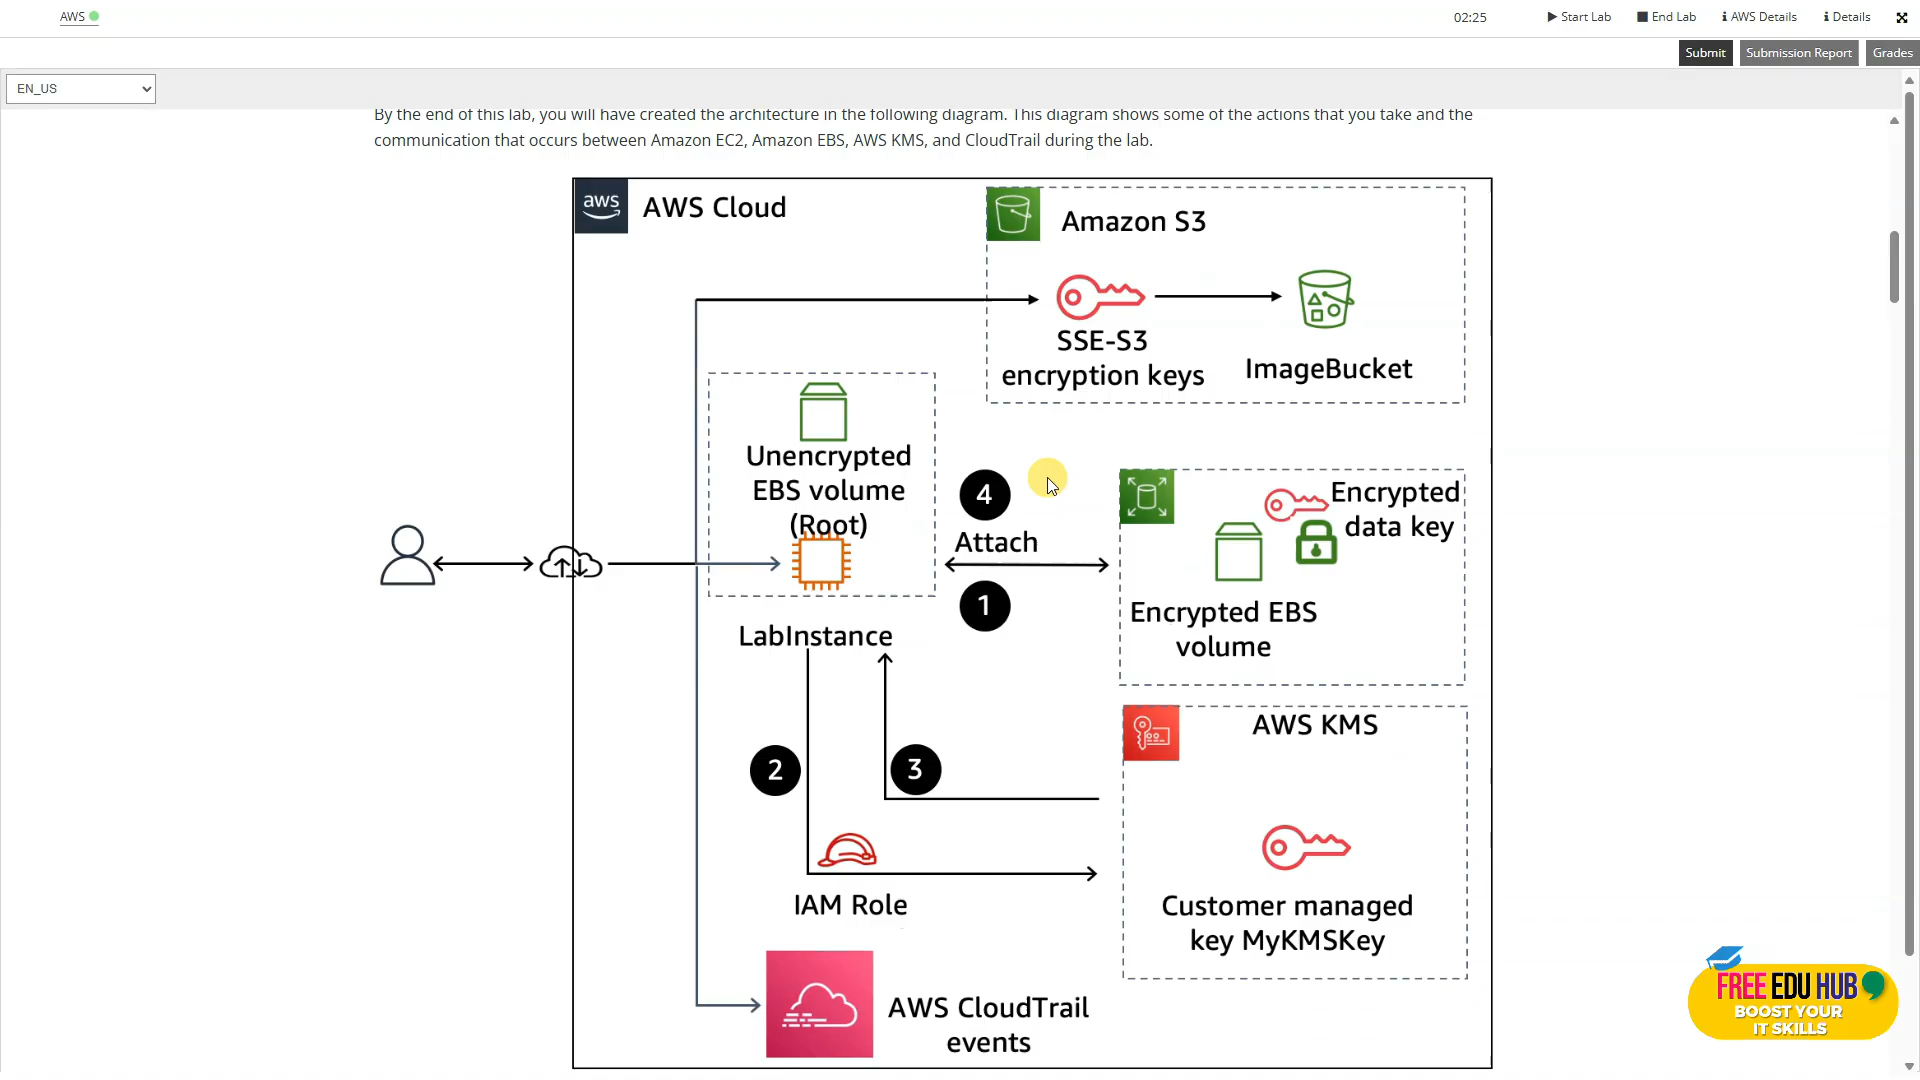 AWS
02:25
Start Lab
End Lab
AWS Details
Details
Submit
Submission Report
Grades
EN_US
By the end of this lab, you will have created the architecture in the following diagram. This diagram shows some of the actions that you take and the
communication that occurs between Amazon EC2, Amazon EBS, AWS KMS, and CloudTrail during the lab.
aws
AWS Cloud
Amazon S3
SSE-S3
encryption keys
ImageBucket
Unencrypted
EBS volume
(Root)
4
Attach
1
Encrypted
data key
Encrypted EBS
volume
LabInstance
2
3
AWS KMS
IAM Role
Customer managed
key MyKMSKey
AWS CloudTrail
events
FREE EDU HUB
BOOST YOUR
IT SKILLS